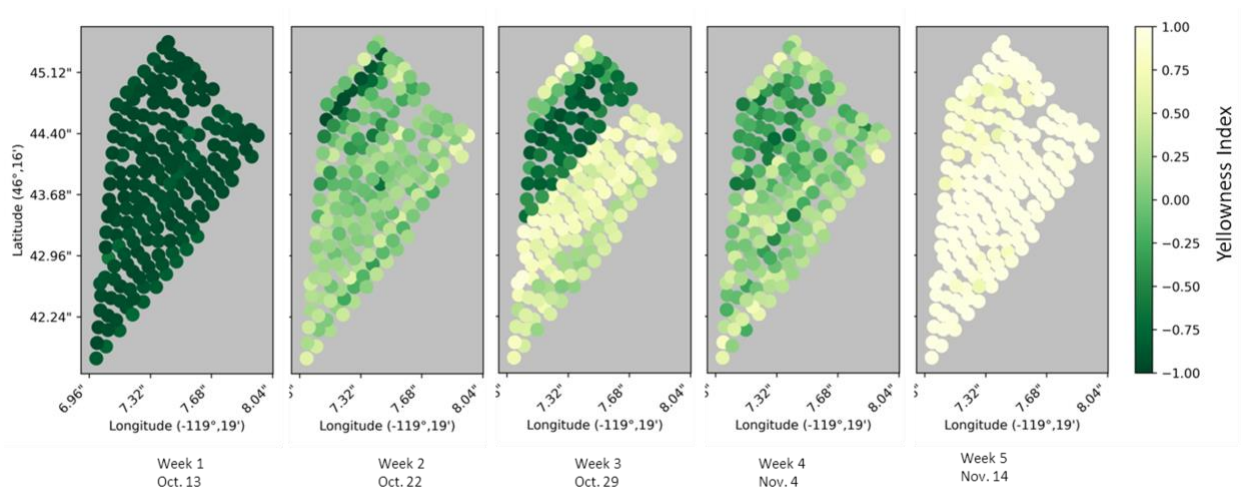 45.12"
44.40"
43.68"
42.96"
42.24"
Latitude (46°,16')
6.96"
7.32"
7.68"
8.04"
Longitude (-119°,19')
7.32"
7.68"
8.04"
Longitude (-119°,19')
7.32"
7.68"
8.04"
Longitude (-119°,19')
7.32"
7.68"
8.04"
Longitude (-119°,19')
7.32"
7.68"
8.04"
Longitude (-119°,19')
1.00
0.75
0.50
0.25
0.00
−0.25
−0.50
−0.75
−1.00
Yellowness Index
Week 1
Oct. 13
Week 2
Oct. 22
Week 3
Oct. 29
Week 4
Nov. 4
Week 5
Nov. 14